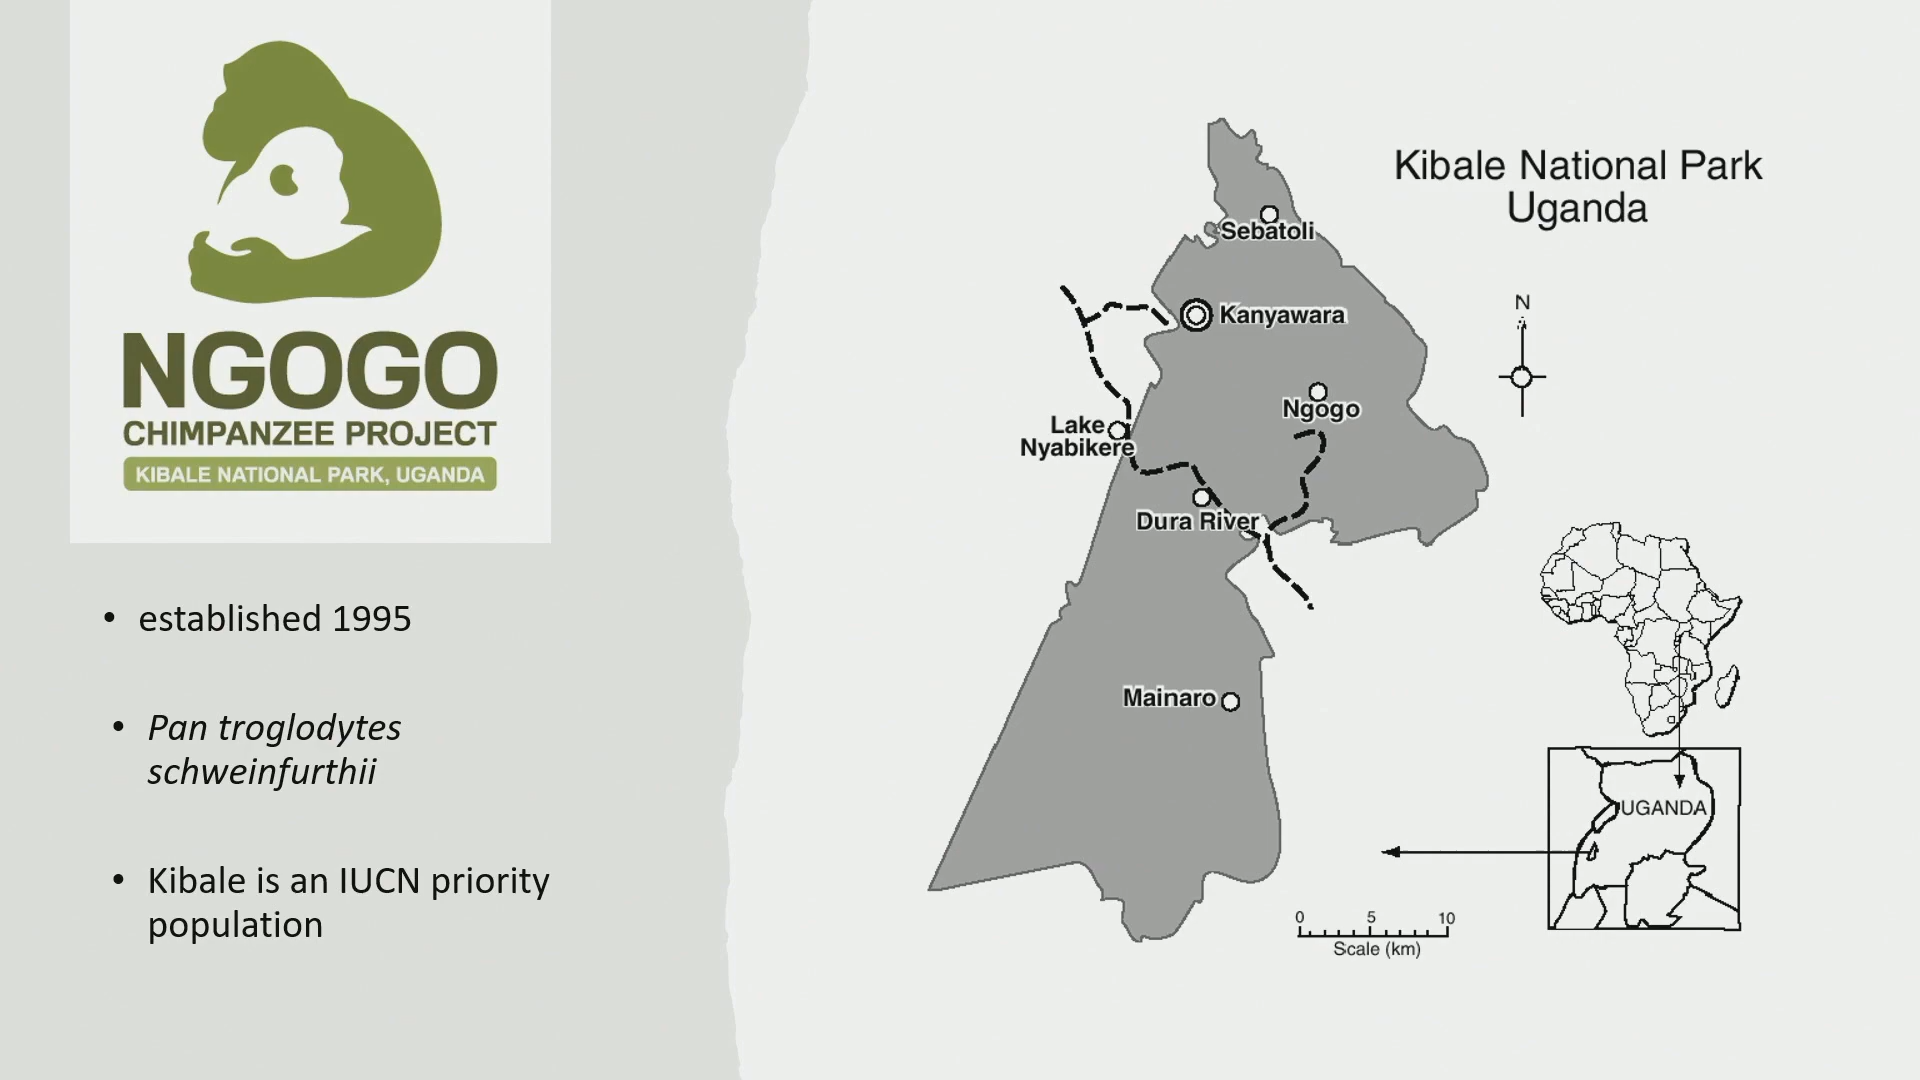 NGOGO
CHIMPANZEE PROJECT
KIBALE NATIONAL PARK, UGANDA
• established 1995
• Pan troglodytes
schweinfurthii
• Kibale is an IUCN priority
population
Kibale National Park
Uganda
Sebatoli
Kanyawara
Ngogo
Lake
Nyabikere
Dura River
Mainaro
N
UGANDA
0 5 10
Scale (km)